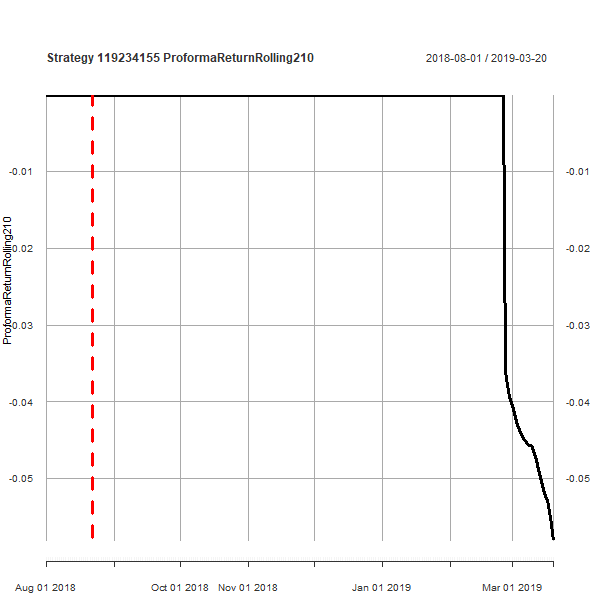 Strategy 119234155 ProformaReturnRolling210
2018-08-01 / 2019-03-20
ProformaReturnRolling210
-0.01
-0.01
-0.02
-0.02
-0.03
-0.03
-0.04
-0.04
-0.05
-0.05
Aug 01 2018
Oct 01 2018
Nov 01 2018
Jan 01 2019
Mar 01 2019